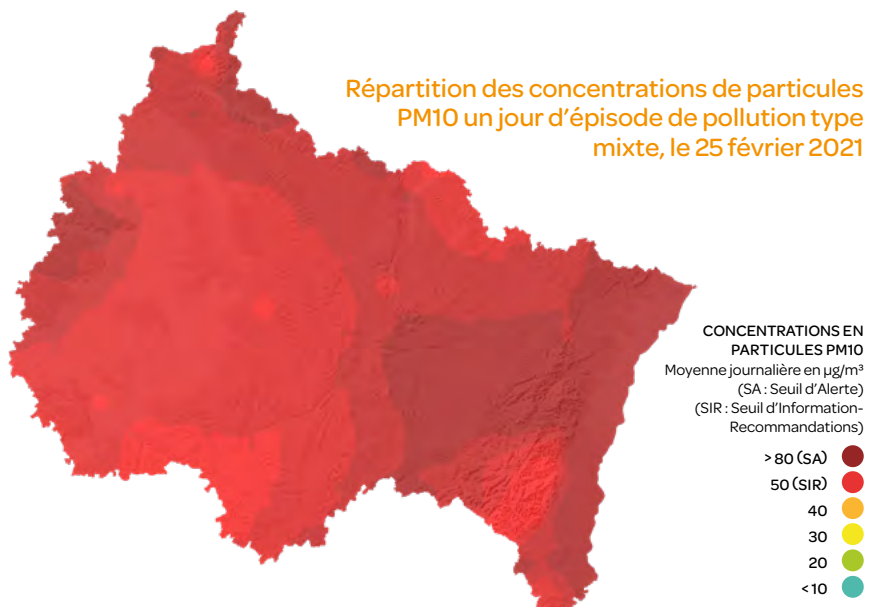 Répartition des concentrations de particules
PM10 un jour d'épisode de pollution type
mixte, le 25 février 2021
CONCENTRATIONS EN
PARTICULES PM10
Moyenne journalière en µg/m³
(SA : Seuil d'Alerte)
(SIR : Seuil d'Information-
Recommandations)
> 80 (SA)
50 (SIR)
40
30
20
< 10